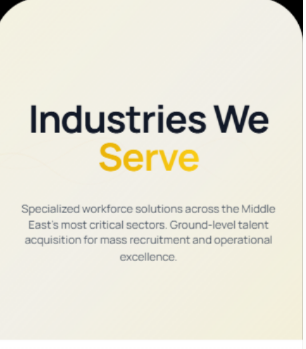 Industries We
Serve
Specialized workforce solutions across the Middle
East's most critical sectors. Ground-level talent
acquisition for mass recruitment and operational
excellence.